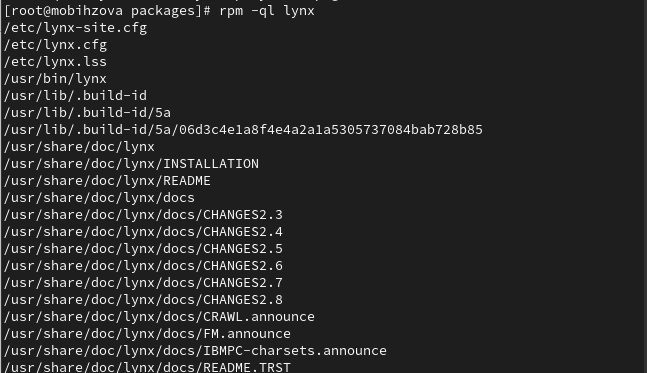 [root@mobihzova packages]# rpm -ql lynx
/etc/lynx-site.cfg
/etc/lynx.cfg
/etc/lynx.lss
/usr/bin/lynx
/usr/lib/.build-id
/usr/lib/.build-id/5a
/usr/lib/.build-id/5a/06d3c4e1a8f4e4a2a1a5305737084bab728b85
/usr/share/doc/lynx
/usr/share/doc/lynx/INSTALLATION
/usr/share/doc/lynx/README
/usr/share/doc/lynx/docs
/usr/share/doc/lynx/docs/CHANGES2.3
/usr/share/doc/lynx/docs/CHANGES2.4
/usr/share/doc/lynx/docs/CHANGES2.5
/usr/share/doc/lynx/docs/CHANGES2.6
/usr/share/doc/lynx/docs/CHANGES2.7
/usr/share/doc/lynx/docs/CHANGES2.8
/usr/share/doc/lynx/docs/CRAWL.announce
/usr/share/doc/lynx/docs/FM.announce
/usr/share/doc/lynx/docs/IBMPC-charsets.announce
/usr/share/doc/lynx/docs/README.TRST